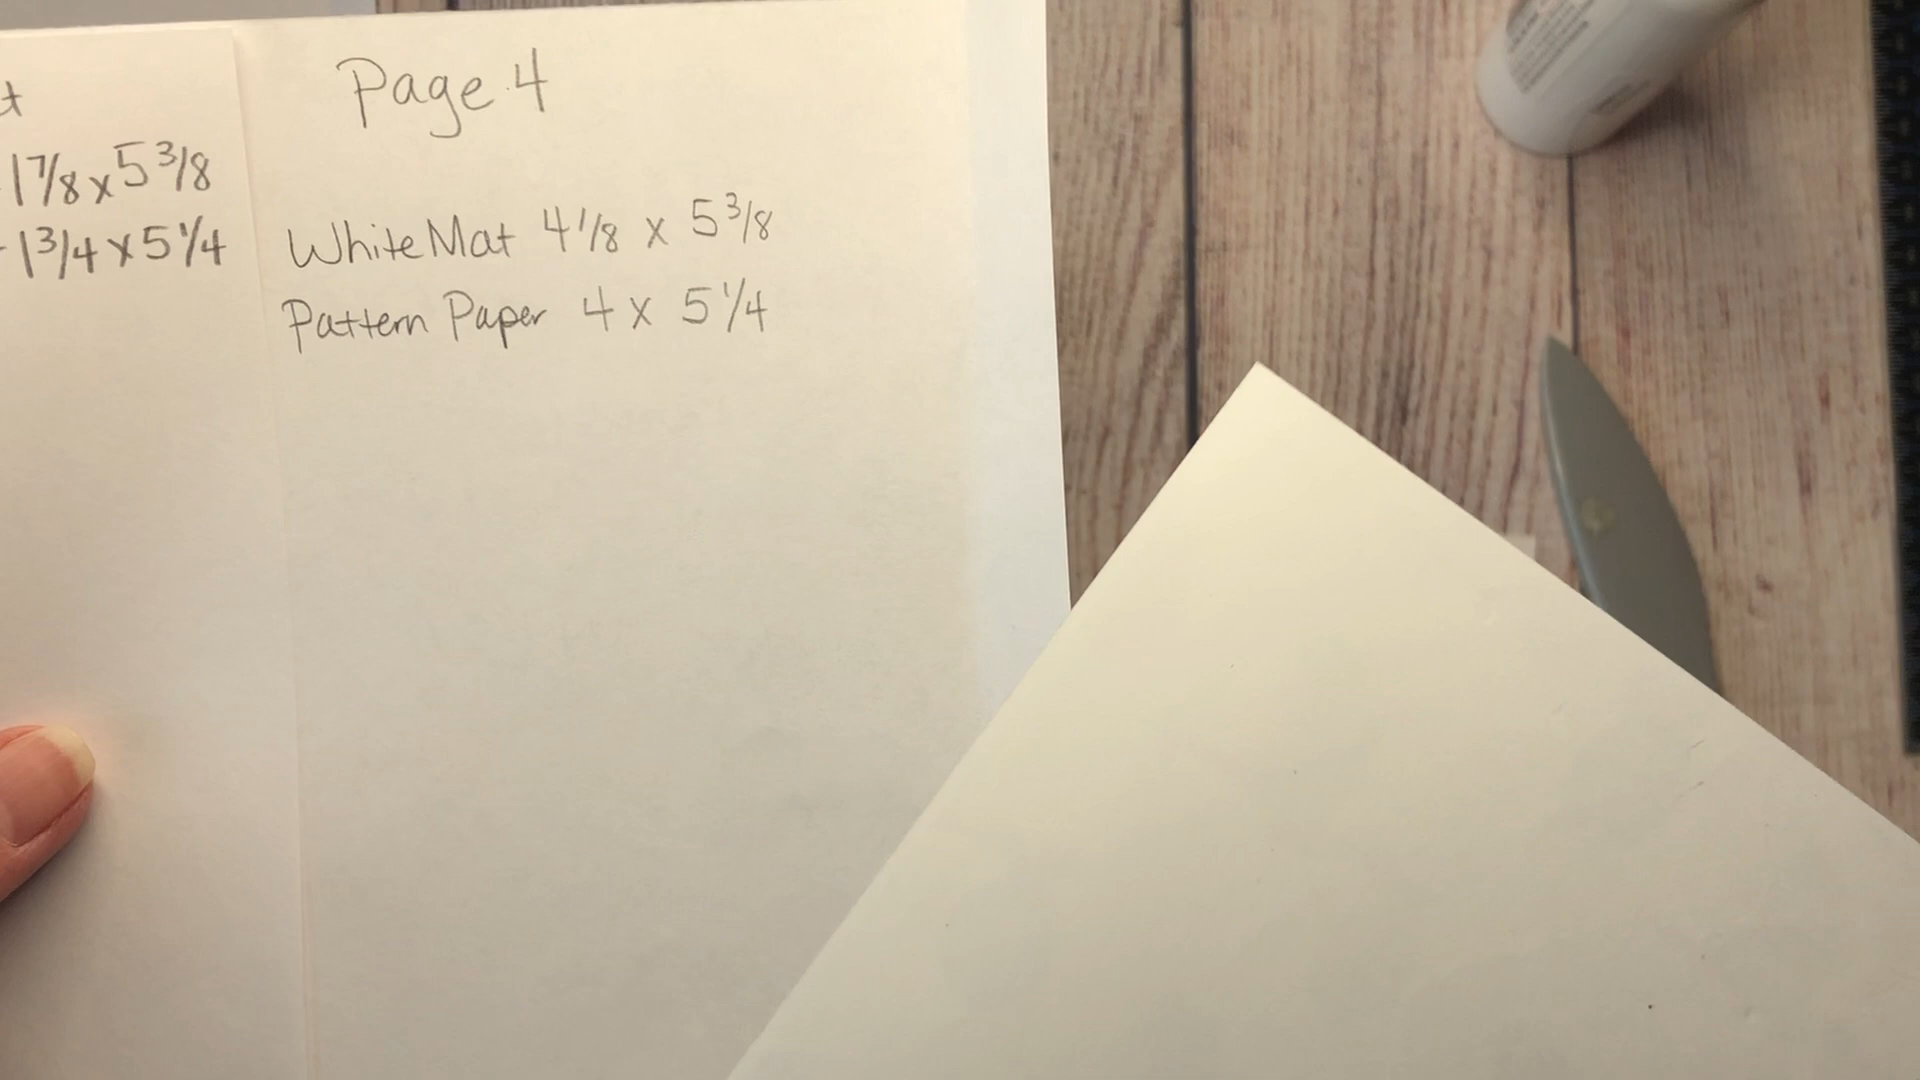 t
1 7/8 x 5 3/8
1 3/4 x 5 1/4
Page 4
White Mat 4 1/8 x 5 3/8
Pattern Paper 4 x 5 1/4